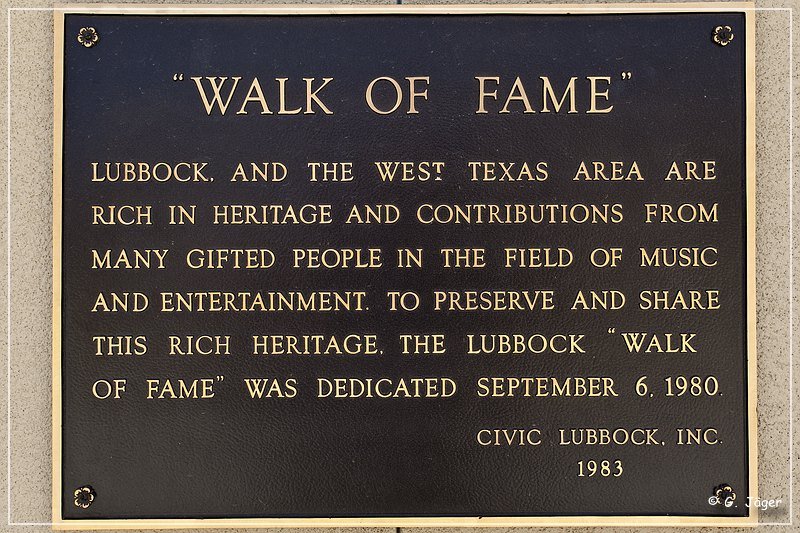 “WALK OF FAME”
LUBBOCK, AND THE WEST TEXAS AREA ARE
RICH IN HERITAGE AND CONTRIBUTIONS FROM
MANY GIFTED PEOPLE IN THE FIELD OF MUSIC
AND ENTERTAINMENT. TO PRESERVE AND SHARE
THIS RICH HERITAGE, THE LUBBOCK “WALK
OF FAME” WAS DEDICATED SEPTEMBER 6, 1980.
CIVIC LUBBOCK, INC.
1983
© G. Jäger